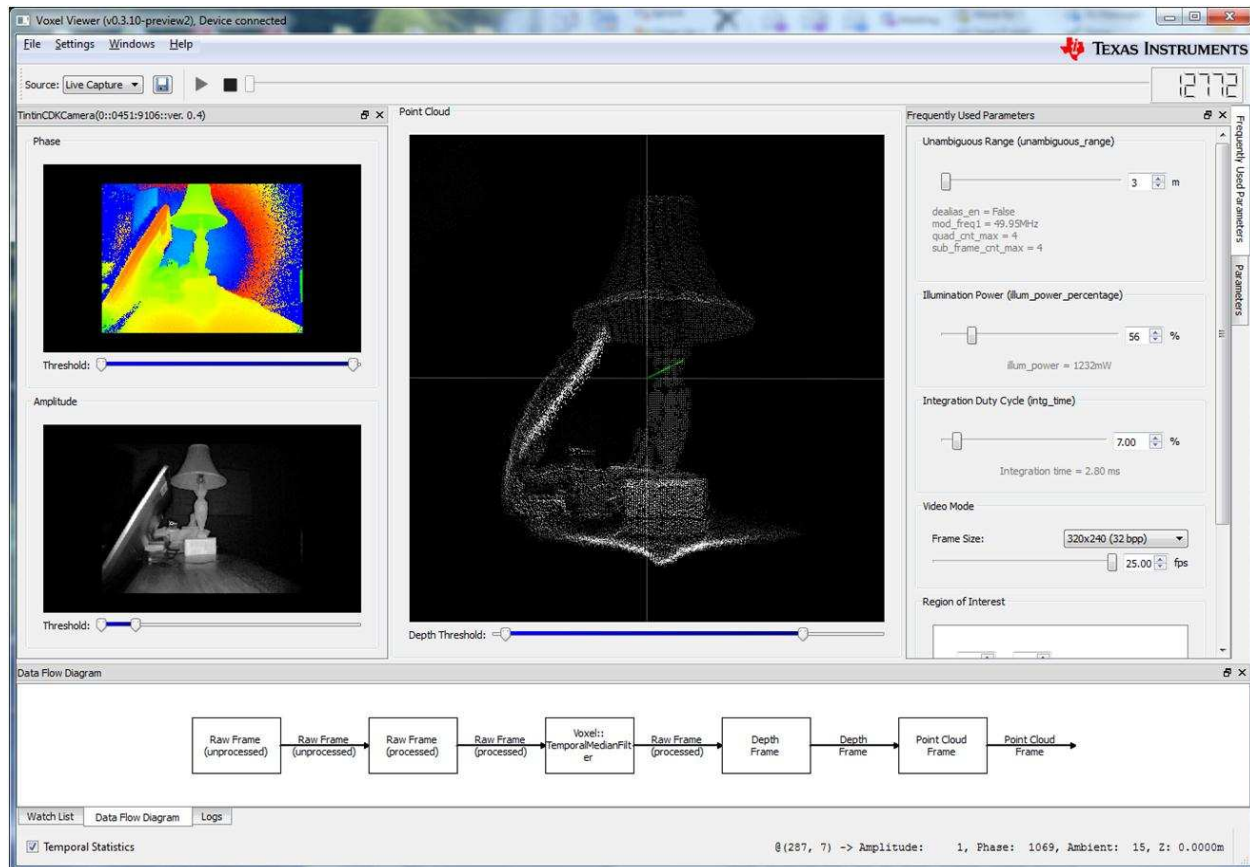 Voxel Viewer (v0.3.10-preview2), Device connected
File Settings Windows Help
TEXAS INSTRUMENTS
Source: Live Capture
12772
TintinCDKCamera(0::0451:9106::ver. 0.4)
Phase
Threshold:
Amplitude
Threshold:
Point Cloud
Depth Threshold:
Frequently Used Parameters
Unambiguous Range (unambiguous_range)
3 m
dealias_en = False
mod_freq1 = 49.95MHz
quad_cnt_max = 4
sub_frame_cnt_max = 4
Illumination Power (illum_power_percentage)
56 %
illum_power = 1232mW
Integration Duty Cycle (intg_time)
7.00 %
Integration time = 2.80 ms
Video Mode
Frame Size: 320x240 (32 bpp)
25.00 fps
Region of Interest
Frequently Used Parameters
Parameters
Data Flow Diagram
Raw Frame
(unprocessed)
Raw Frame
(unprocessed)
Raw Frame
(processed)
Raw Frame
(processed)
Voxel::
TemporalMedianFilt
er
Raw Frame
(processed)
Depth
Frame
Depth
Frame
Point Cloud
Frame
Point Cloud
Frame
Watch List Data Flow Diagram Logs
Temporal Statistics
@(287, 7) -> Amplitude: 1, Phase: 1069, Ambient: 15, Z: 0.0000m